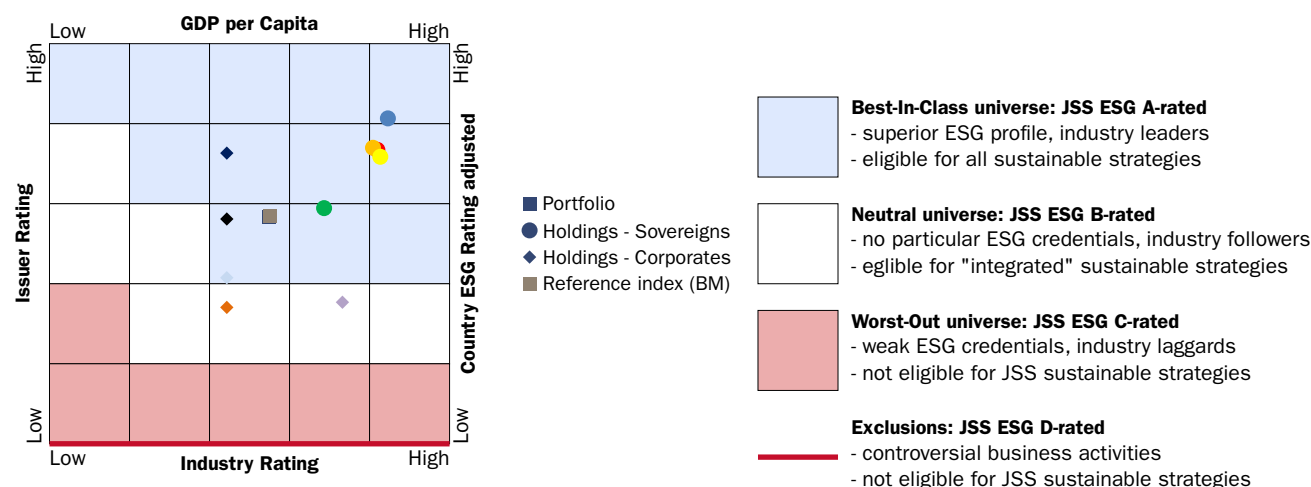 GDP per Capita
Low
High
High
High
Issuer Rating
Country ESG Rating adjusted
Low
Low
Low
High
Industry Rating
Portfolio
Holdings - Sovereigns
Holdings - Corporates
Reference index (BM)
Best-In-Class universe: JSS ESG A-rated
- superior ESG profile, industry leaders
- eligible for all sustainable strategies
Neutral universe: JSS ESG B-rated
- no particular ESG credentials, industry followers
- eglible for "integrated" sustainable strategies
Worst-Out universe: JSS ESG C-rated
- weak ESG credentials, industry laggards
- not eligible for JSS sustainable strategies
Exclusions: JSS ESG D-rated
- controversial business activities
- not eligible for JSS sustainable strategies